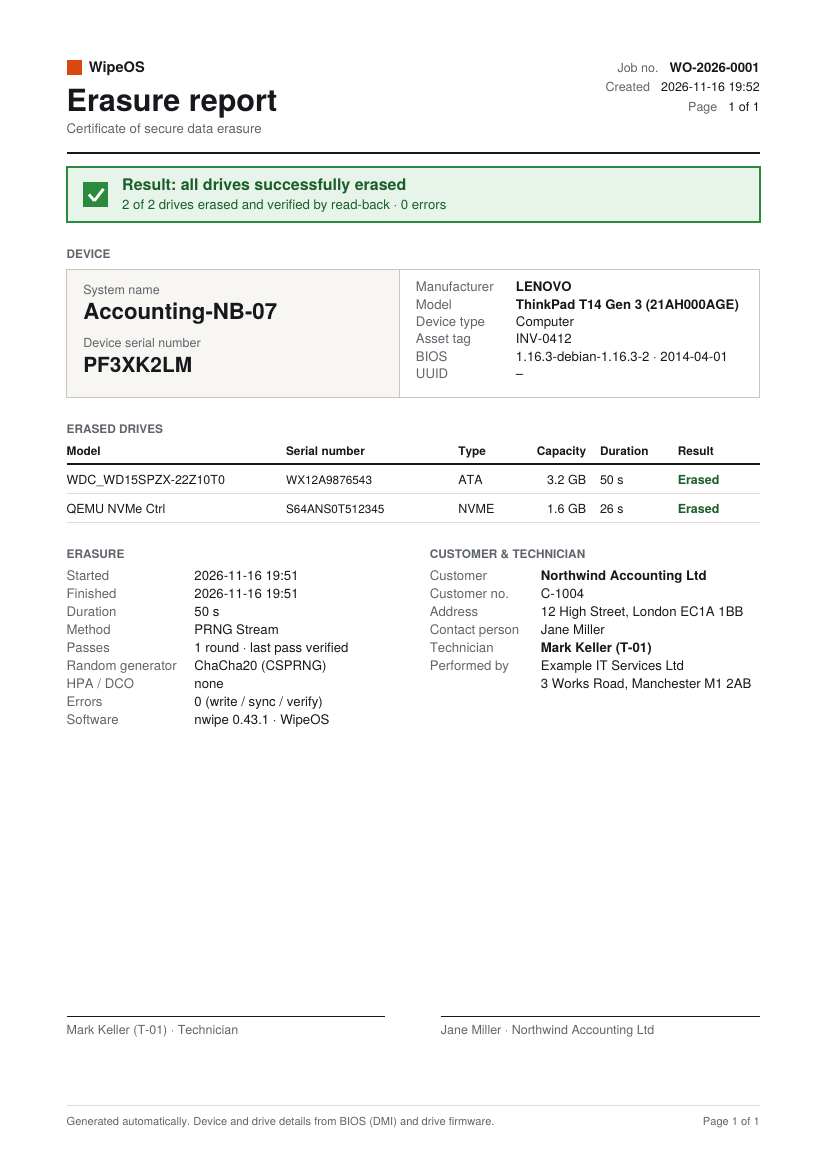 WipeOS
Erasure report
Certificate of secure data erasure
Job no. WO-2026-0001
Created 2026-11-16 19:52
Page 1 of 1
Result: all drives successfully erased
2 of 2 drives erased and verified by read-back · 0 errors
DEVICE
System name
Accounting-NB-07
Device serial number
PF3XK2LM
Manufacturer LENOVO
Model ThinkPad T14 Gen 3 (21AH000AGE)
Device type Computer
Asset tag INV-0412
BIOS 1.16.3-debian-1.16.3-2 · 2014-04-01
UUID –
ERASED DRIVES
Model Serial number Type Capacity Duration Result
WDC_WD15SPZX-22Z10T0 WX12A9876543 ATA 3.2 GB 50 s Erased
QEMU NVMe Ctrl S64ANS0T512345 NVME 1.6 GB 26 s Erased
ERASURE
Started 2026-11-16 19:51
Finished 2026-11-16 19:51
Duration 50 s
Method PRNG Stream
Passes 1 round · last pass verified
Random generator ChaCha20 (CSPRNG)
HPA / DCO none
Errors 0 (write / sync / verify)
Software nwipe 0.43.1 · WipeOS
CUSTOMER & TECHNICIAN
Customer Northwind Accounting Ltd
Customer no. C-1004
Address 12 High Street, London EC1A 1BB
Contact person Jane Miller
Technician Mark Keller (T-01)
Performed by Example IT Services Ltd
3 Works Road, Manchester M1 2AB
Mark Keller (T-01) · Technician
Jane Miller · Northwind Accounting Ltd
Generated automatically. Device and drive details from BIOS (DMI) and drive firmware.
Page 1 of 1